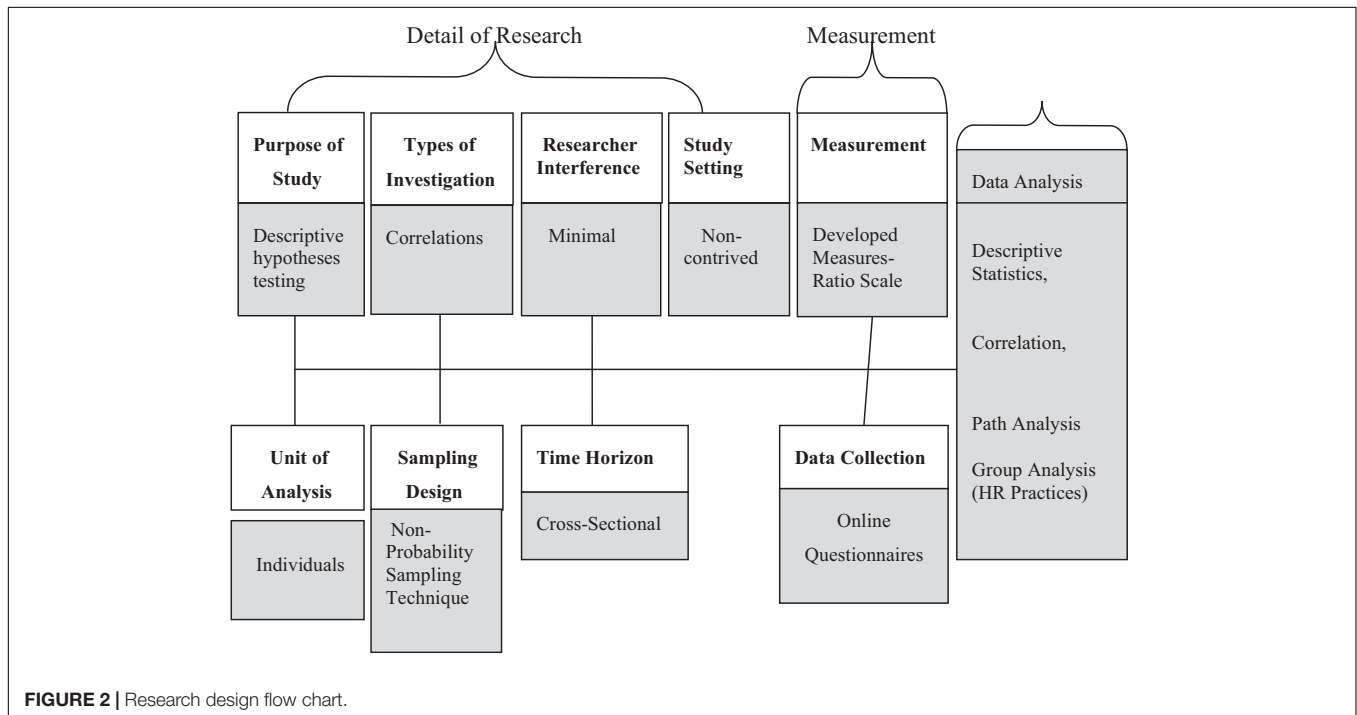 Detail of Research
Measurement
Purpose of
Study
Descriptive
hypotheses
testing
Types of
Investigation
Correlations
Researcher
Interference
Minimal
Study
Setting
Non-
contrived
Measurement
Developed
Measures-
Ratio Scale
Data Analysis
Descriptive
Statistics,
Correlation,
Path Analysis
Group Analysis
(HR Practices)
Unit of
Analysis
Individuals
Sampling
Design
Non-
Probability
Sampling
Technique
Time Horizon
Cross-Sectional
Data Collection
Online
Questionnaires
FIGURE 2 | Research design flow chart.